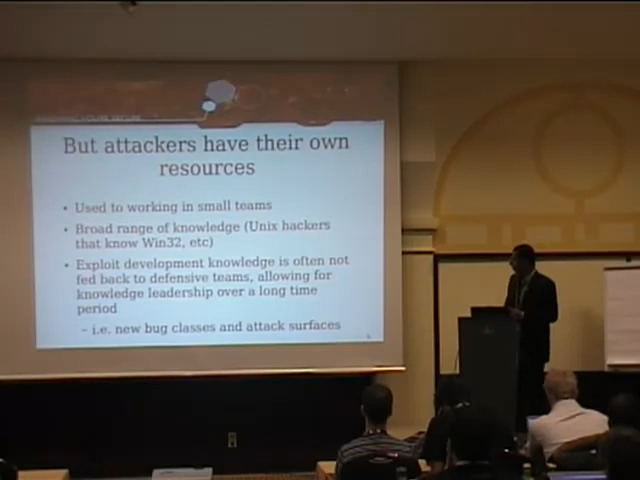 But attackers have their own
resources
• Used to working in small teams
• Broad range of knowledge (Unix hackers
that know Win32, etc)
• Exploit development knowledge is often not
fed back to defensive teams, allowing for
knowledge leadership over a long time
period
– i.e. new bug classes and attack surfaces